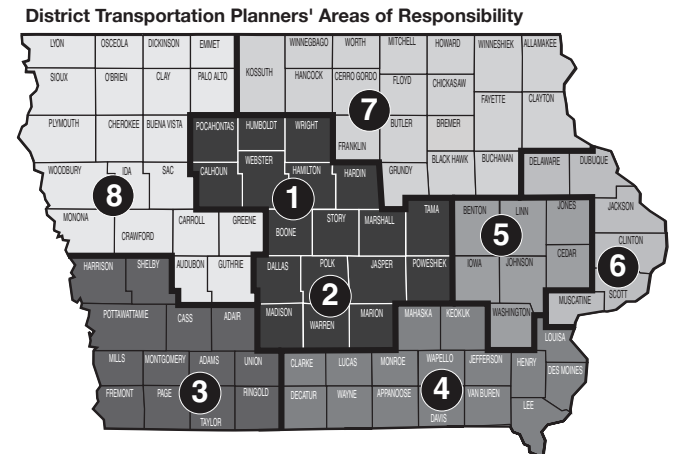 District Transportation Planners' Areas of Responsibility
LYON OSCEOLA DICKINSON EMMET WINNEGBAGO WORTH MITCHELL HOWARD WINNESHIEK ALLAMAKEE
SIOUX O'BRIEN CLAY PALO ALTO KOSSUTH HANCOCK CERRO GORDO FLOYD CHICKASAW
FAYETTE CLAYTON
7
PLYMOUTH CHEROKEE BUENA VISTA POCAHONTAS HUMBOLDT WRIGHT FRANKLIN BUTLER BREMER
WOODBURY IDA SAC CALHOUN WEBSTER HAMILTON HARDIN GRUNDY BLACK HAWK BUCHANAN DELAWARE DUBUQUE
8 1
MONONA CRAWFORD CARROLL GREENE BOONE STORY MARSHALL TAMA BENTON LINN JONES JACKSON
5
CLINTON
HARRISON SHELBY AUDUBON GUTHRIE DALLAS POLK JASPER POWESHIEK IOWA JOHNSON CEDAR
6
SCOTT
2
MUSCATINE
POTTAWATTAMIE CASS ADAIR MADISON WARREN MARION MAHASKA KEOKUK WASHINGTON
LOUISA
MILLS MONTGOMERY ADAMS UNION CLARKE LUCAS MONROE WAPELLO JEFFERSON HENRY DES MOINES
3 4
FREMONT PAGE TAYLOR RINGOLD DECATUR WAYNE APPANOOSE DAVIS VAN BUREN LEE